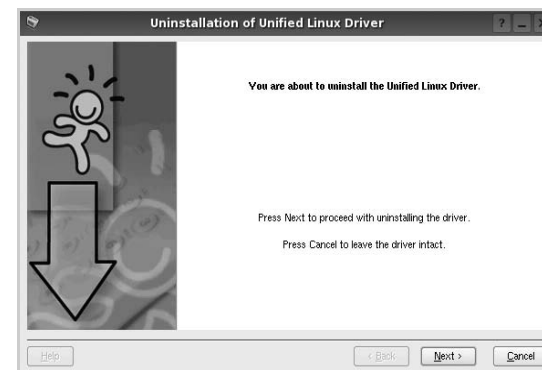 Uninstallation of Unified Linux Driver
You are about to uninstall the Unified Linux Driver.
Press Next to proceed with uninstalling the driver.
Press Cancel to leave the driver intact.
Help
< Back
Next >
Cancel